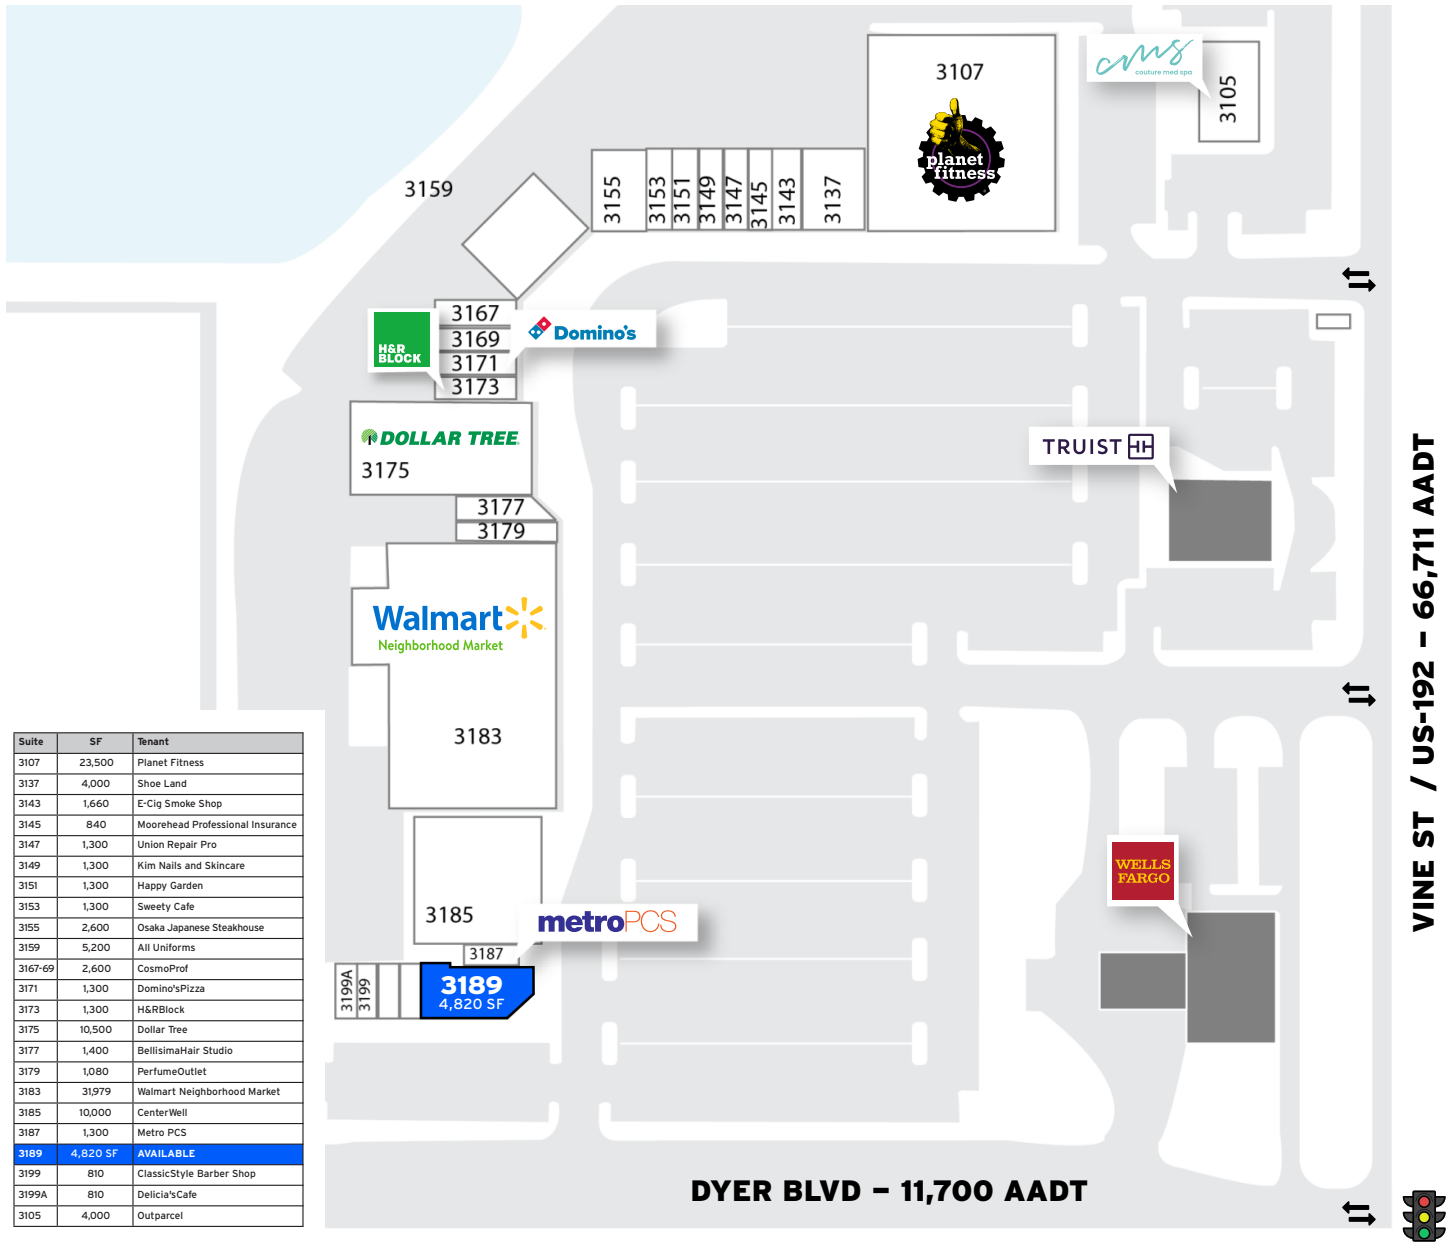 3107
planet
fitness
cms
couture med spa
3105
3159
3155
3153
3151
3149
3147
3145
3143
3137
3167
3169
3171
3173
H&R
BLOCK
Domino's
DOLLAR TREE
3175
3177
3179
TRUIST
Walmart
Neighborhood Market
3183
VINE ST / US-192 – 66,711 AADT
WELLS
FARGO
3185
metroPCS
3187
3199A
3199
3189
4,820 SF
DYER BLVD – 11,700 AADT
Suite SF Tenant
3107 23,500 Planet Fitness
3137 4,000 Shoe Land
3143 1,660 E-Cig Smoke Shop
3145 840 Moorehead Professional Insurance
3147 1,300 Union Repair Pro
3149 1,300 Kim Nails and Skincare
3151 1,300 Happy Garden
3153 1,300 Sweety Cafe
3155 2,600 Osaka Japanese Steakhouse
3159 5,200 All Uniforms
3167-69 2,600 CosmoProf
3171 1,300 Domino'sPizza
3173 1,300 H&RBlock
3175 10,500 Dollar Tree
3177 1,400 BellisimaHair Studio
3179 1,080 PerfumeOutlet
3183 31,979 Walmart Neighborhood Market
3185 10,000 CenterWell
3187 1,300 Metro PCS
3189 4,820 SF AVAILABLE
3199 810 ClassicStyle Barber Shop
3199A 810 Delicia'sCafe
3105 4,000 Outparcel